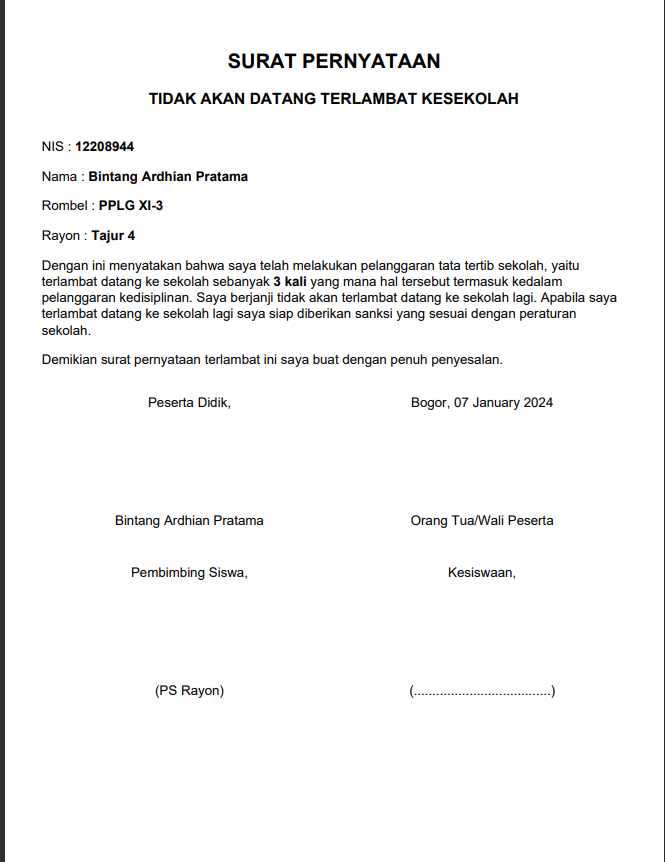 SURAT PERNYATAAN
TIDAK AKAN DATANG TERLAMBAT KESEKOLAH
NIS : 12208944
Nama : Bintang Ardhian Pratama
Rombel : PPLG XI-3
Rayon : Tajur 4
Dengan ini menyatakan bahwa saya telah melakukan pelanggaran tata tertib sekolah, yaitu
terlambat datang ke sekolah sebanyak 3 kali yang mana hal tersebut termasuk kedalam
pelanggaran kedisiplinan. Saya berjanji tidak akan terlambat datang ke sekolah lagi. Apabila saya
terlambat datang ke sekolah lagi saya siap diberikan sanksi yang sesuai dengan peraturan
sekolah.
Demikian surat pernyataan terlambat ini saya buat dengan penuh penyesalan.
Peserta Didik, Bogor, 07 January 2024
Bintang Ardhian Pratama Orang Tua/Wali Peserta
Pembimbing Siswa, Kesiswaan,
(PS Rayon) (.....................................)